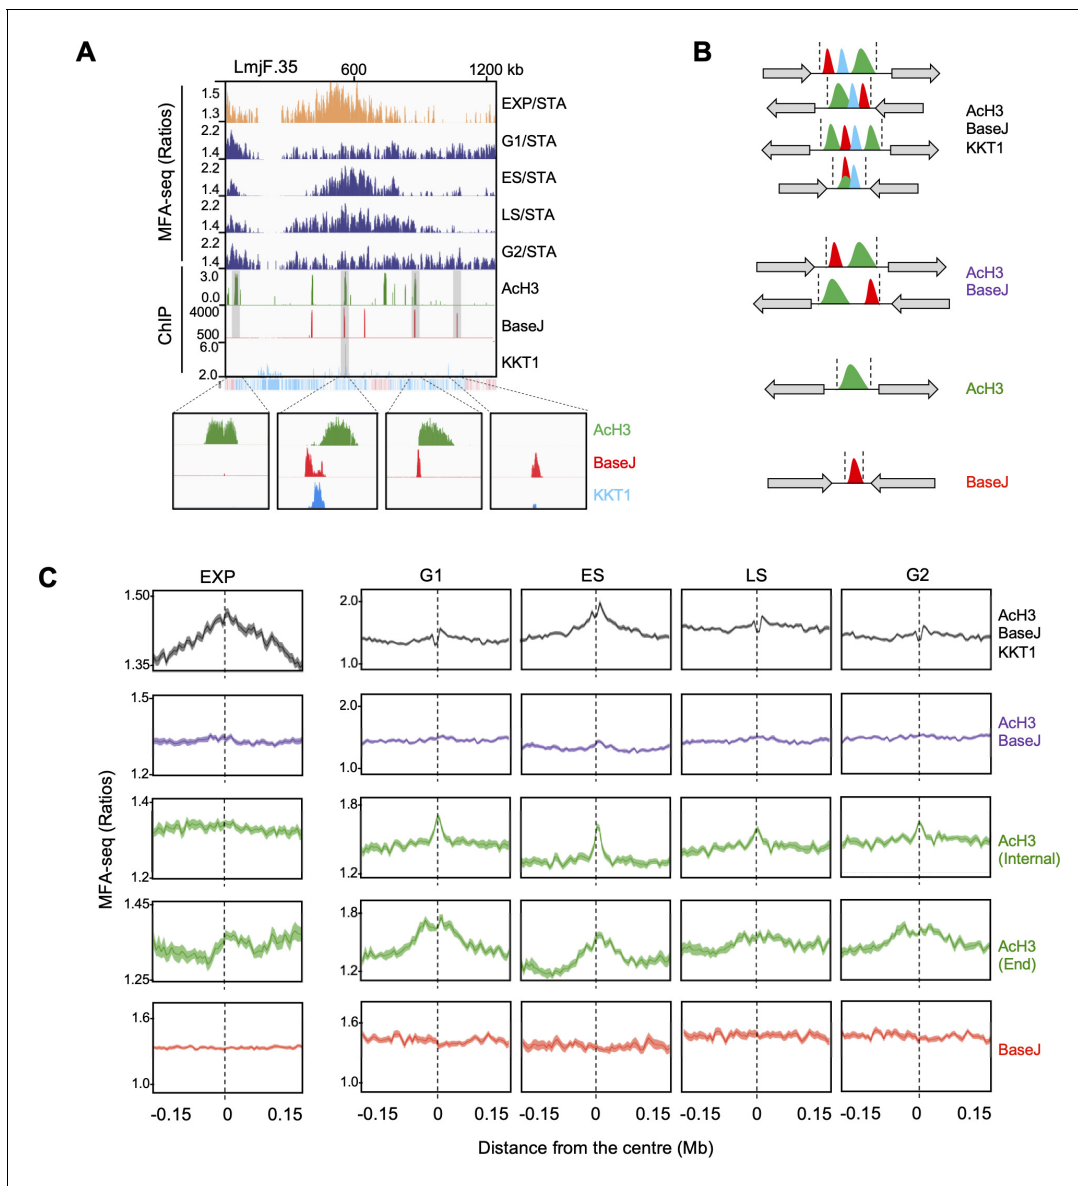 A
LmjF.35 600 1200 kb
MFA-seq (Ratios)
1.5
1.3
EXP/STA
2.2
1.4
G1/STA
2.2
1.4
ES/STA
2.2
1.4
LS/STA
2.2
1.4
G2/STA
ChIP
3.0
0.0
AcH3
4000
500
BaseJ
6.0
2.0
KKT1
AcH3
BaseJ
KKT1
B
AcH3
BaseJ
KKT1
AcH3
BaseJ
AcH3
BaseJ
C
EXP G1 ES LS G2
MFA-seq (Ratios)
1.50
1.35
2.0
1.0
AcH3
BaseJ
KKT1
1.5
1.2
2.0
1.0
AcH3
BaseJ
1.4
1.2
1.8
1.2
AcH3
(Internal)
1.45
1.25
1.8
1.2
AcH3
(End)
1.6
1.0
1.6
1.0
BaseJ
-0.15 0 0.15 -0.15 0 0.15 -0.15 0 0.15 -0.15 0 0.15 -0.15 0 0.15
Distance from the centre (Mb)